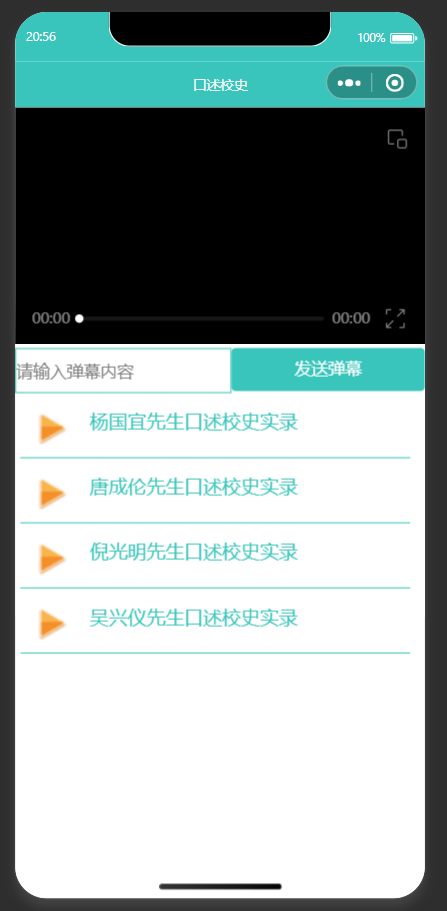 20:56
100%
口述校史
00:00
00:00
请输入弹幕内容
发送弹幕
杨国宜先生口述校史实录
唐成伦先生口述校史实录
倪光明先生口述校史实录
吴兴仪先生口述校史实录